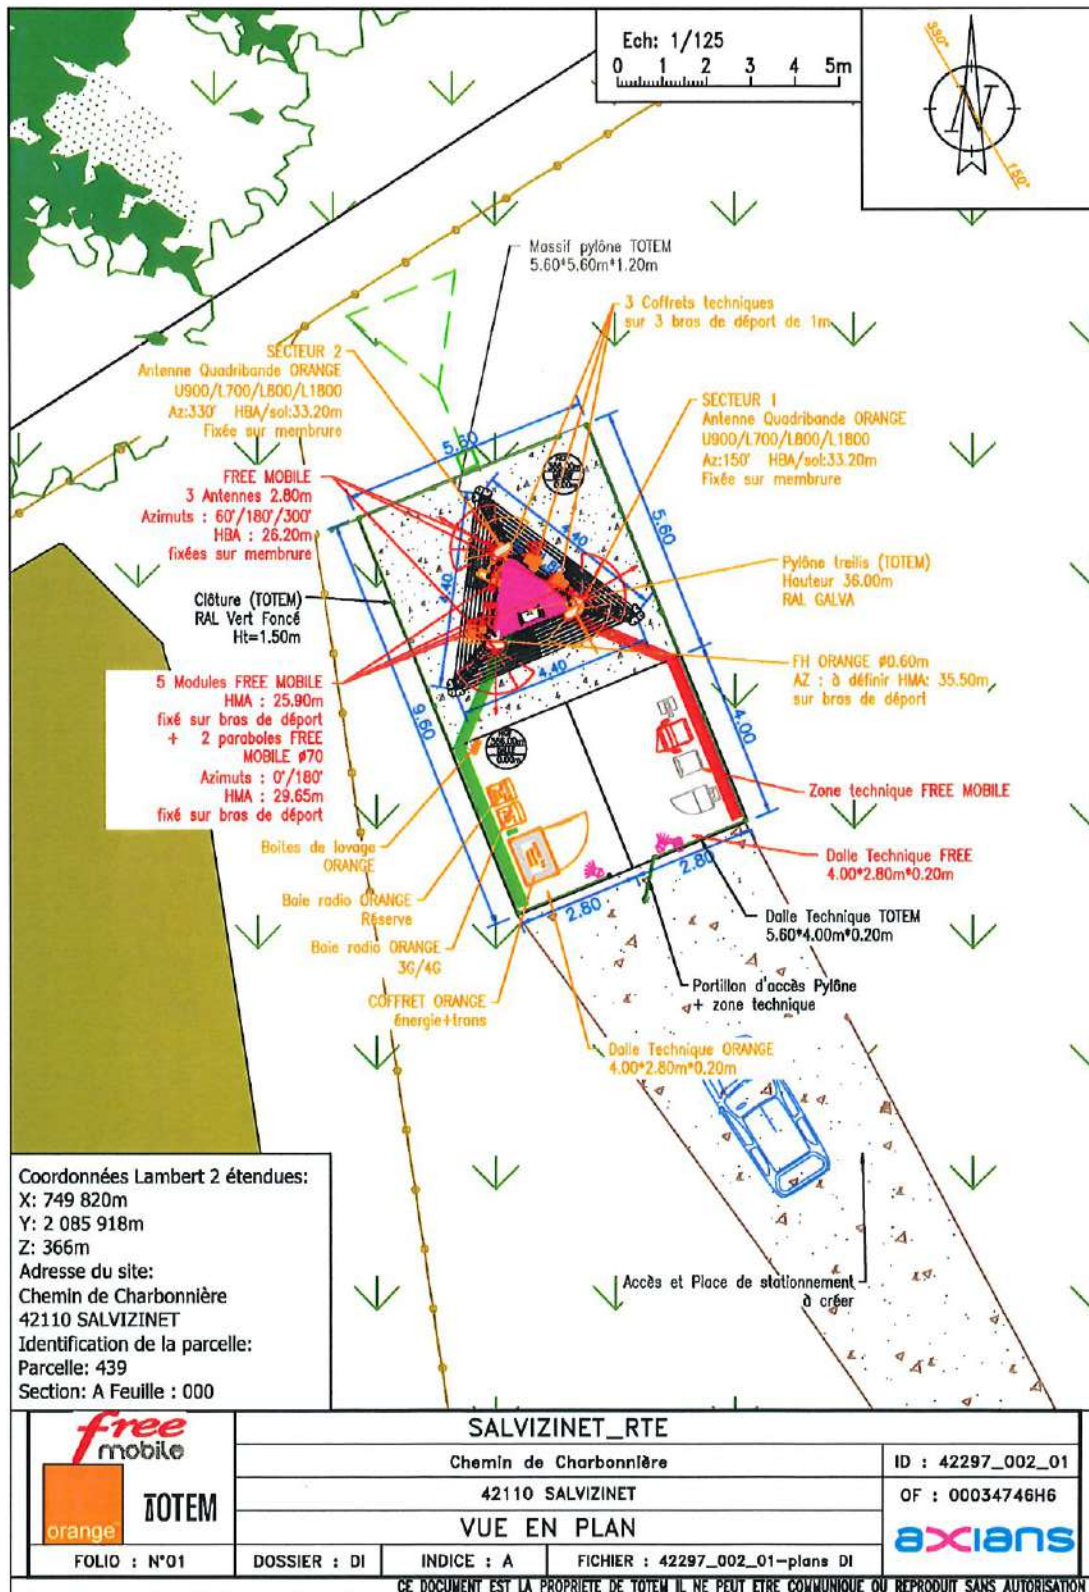 Ech: 1/125
0 1 2 3 4 5m
330°
N
150°
Massif pylône TOTEM
5.60*5.60m*1.20m
3 Coffrets techniques
sur 3 bras de déport de 1m
SECTEUR 2
Antenne Quadribande ORANGE
U900/L700/L800/L1800
Az:330° HBA/sol:33.20m
Fixée sur membrure
SECTEUR 1
Antenne Quadribande ORANGE
U900/L700/L800/L1800
Az:150° HBA/sol:33.20m
Fixée sur membrure
FREE MOBILE
3 Antennes 2.80m
Azimuts : 60°/180°/300°
HBA : 26.20m
fixées sur membrure
5.60
5.60
4.40
4.40
4.40
9.60
4.00
2.80
2.80
Pylône treillis (TOTEM)
Hauteur 36.00m
RAL GALVA
Clôture (TOTEM)
RAL Vert Foncé
Ht=1.50m
FH ORANGE ø0.60m
AZ : à définir HMA: 35.50m
sur bras de déport
5 Modules FREE MOBILE
HMA : 25.90m
fixé sur bras de déport
+ 2 paraboles FREE
MOBILE ø70
Azimuts : 0°/180°
HMA : 29.65m
fixé sur bras de déport
Zone technique FREE MOBILE
Boites de lovage
ORANGE
Dalle Technique FREE
4.00*2.80m*0.20m
Baie radio ORANGE
Réserve
Dalle Technique TOTEM
5.60*4.00m*0.20m
Baie radio ORANGE
3G/4G
Portillon d'accès Pylône
+ zone technique
COFFRET ORANGE
énergie+trans
Dalle Technique ORANGE
4.00*2.80m*0.20m
Accès et Place de stationnement
à créer
Coordonnées Lambert 2 étendues:
X: 749 820m
Y: 2 085 918m
Z: 366m
Adresse du site:
Chemin de Charbonnière
42110 SALVIZINET
Identification de la parcelle:
Parcelle: 439
Section: A Feuille : 000
free
mobile
orange
TOTEM
SALVIZINET_RTE
Chemin de Charbonnière
42110 SALVIZINET
VUE EN PLAN
ID : 42297_002_01
OF : 00034746H6
axians
FOLIO : N°01
DOSSIER : DI
INDICE : A
FICHIER : 42297_002_01-plans DI
CE DOCUMENT EST LA PROPRIETE DE TOTEM IL NE PEUT ETRE COMMUNIQUE OU REPRODUIT SANS AUTORISATION